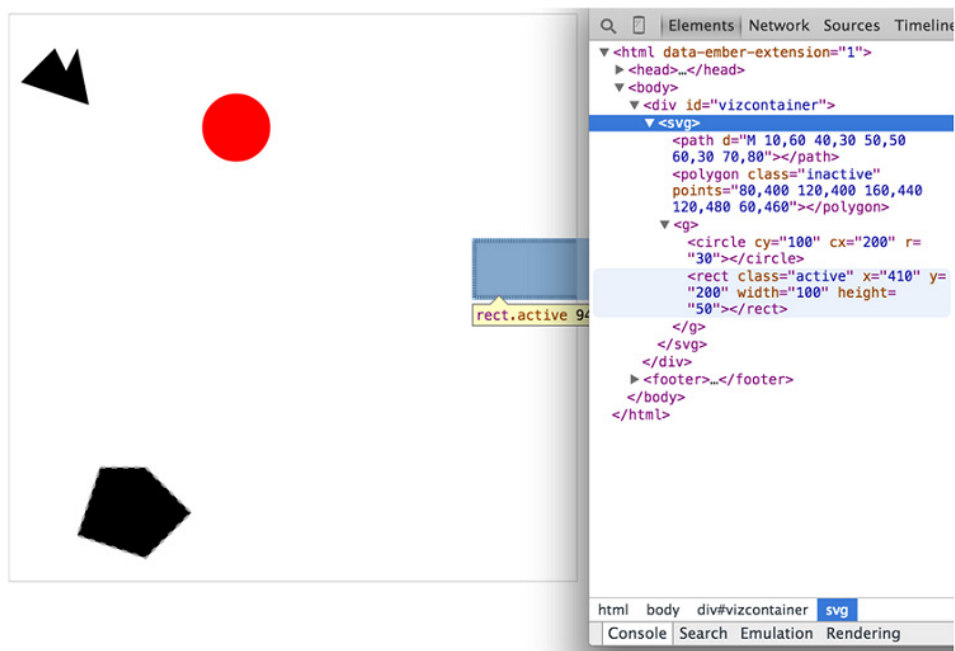 Elements Network Sources Timeline
▼<html data-ember-extension="1">
▶<head>…</head>
▼<body>
▼<div id="vizcontainer">
▼<svg>
<path d="M 10,60 40,30 50,50
60,30 70,80"></path>
<polygon class="inactive"
points="80,400 120,400 160,440
120,480 60,460"></polygon>
▼<g>
<circle cy="100" cx="200" r=
"30"></circle>
<rect class="active" x="410" y=
"200" width="100" height=
"50"></rect>
</g>
</svg>
</div>
▶<footer>…</footer>
</body>
</html>
rect.active 94
html body div#vizcontainer svg
Console Search Emulation Rendering